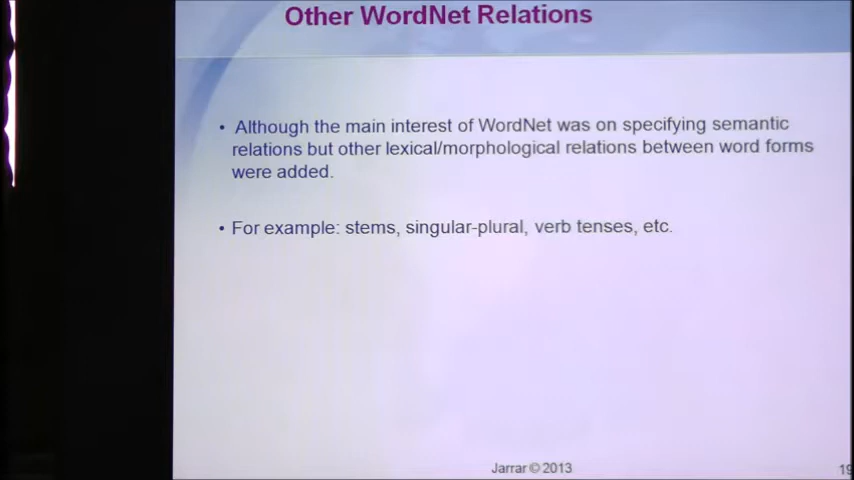 Other WordNet Relations
• Although the main interest of WordNet was on specifying semantic
relations but other lexical/morphological relations between word forms
were added.
• For example: stems, singular-plural, verb tenses, etc.
Jarrar © 2013
19